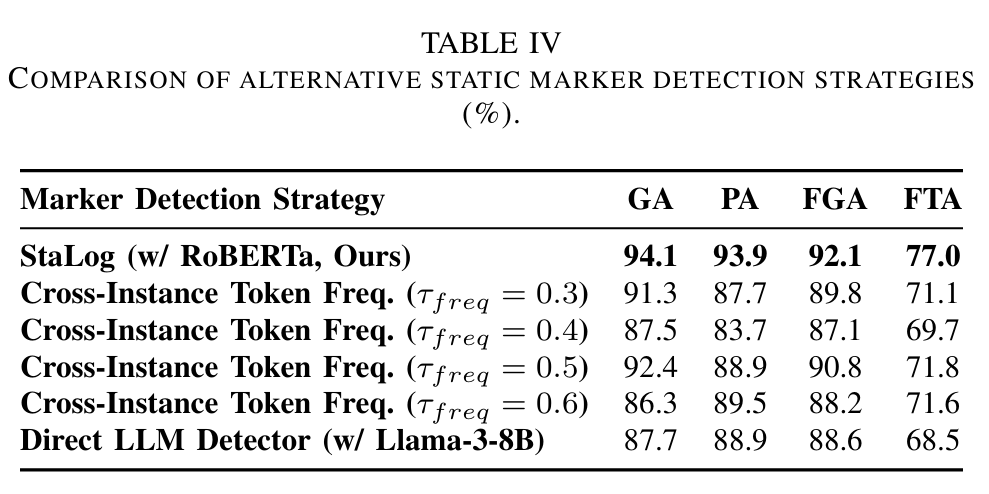 TABLE IV
COMPARISON OF ALTERNATIVE STATIC MARKER DETECTION STRATEGIES
(%).
Marker Detection Strategy GA PA FGA FTA
StaLog (w/ RoBERTa, Ours) 94.1 93.9 92.1 77.0
Cross-Instance Token Freq. (τ_freq = 0.3) 91.3 87.7 89.8 71.1
Cross-Instance Token Freq. (τ_freq = 0.4) 87.5 83.7 87.1 69.7
Cross-Instance Token Freq. (τ_freq = 0.5) 92.4 88.9 90.8 71.8
Cross-Instance Token Freq. (τ_freq = 0.6) 86.3 89.5 88.2 71.6
Direct LLM Detector (w/ Llama-3-8B) 87.7 88.9 88.6 68.5